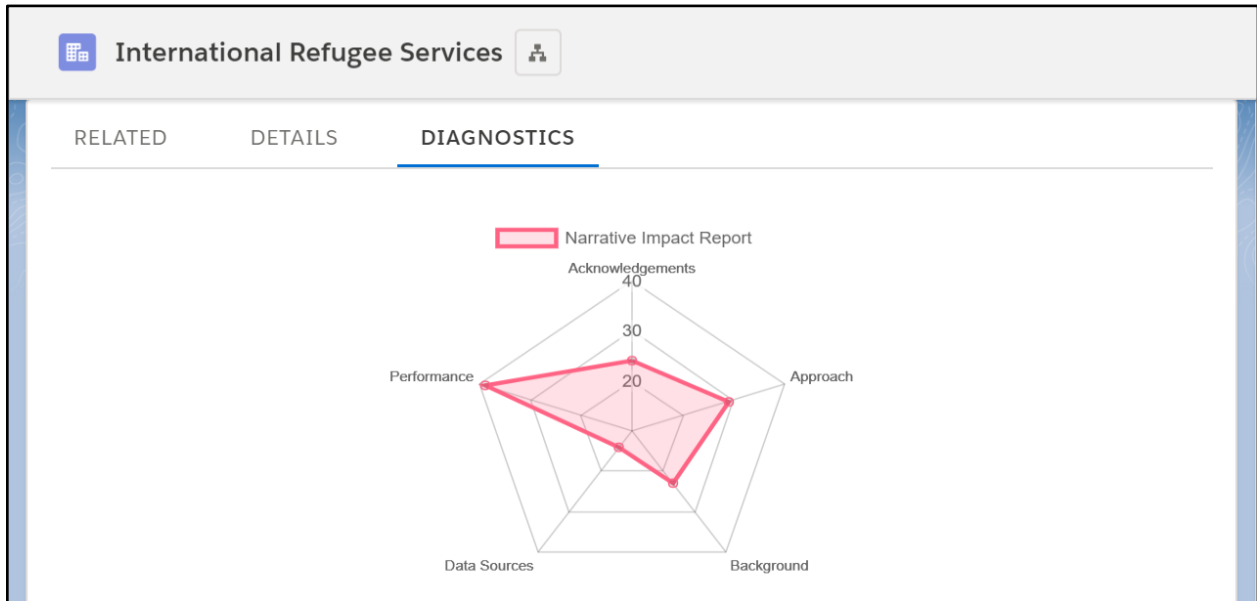 International Refugee Services
RELATED DETAILS DIAGNOSTICS
Narrative Impact Report
Acknowledgements
40
30
20
Performance
Approach
Data Sources
Background